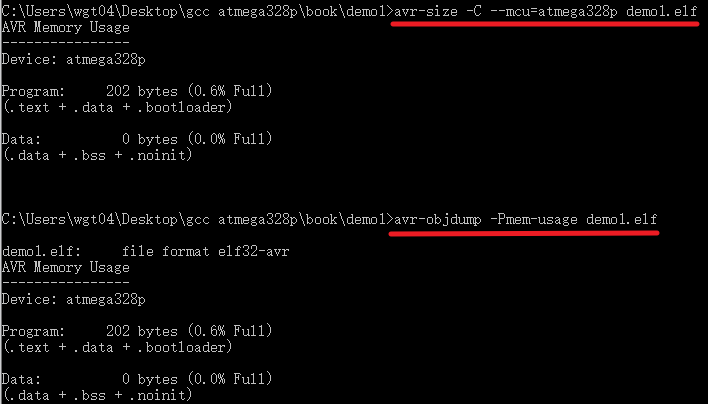 C:\Users\wgt04\Desktop\gcc atmega328p\book\demo1>avr-size -C --mcu=atmega328p demo1.elf
AVR Memory Usage
----------------
Device: atmega328p
Program:     202 bytes (0.6% Full)
(.text + .data + .bootloader)
Data:          0 bytes (0.0% Full)
(.data + .bss + .noinit)
C:\Users\wgt04\Desktop\gcc atmega328p\book\demo1>avr-objdump -Pmem-usage demo1.elf
demo1.elf:     file format elf32-avr
AVR Memory Usage
----------------
Device: atmega328p
Program:     202 bytes (0.6% Full)
(.text + .data + .bootloader)
Data:          0 bytes (0.0% Full)
(.data + .bss + .noinit)